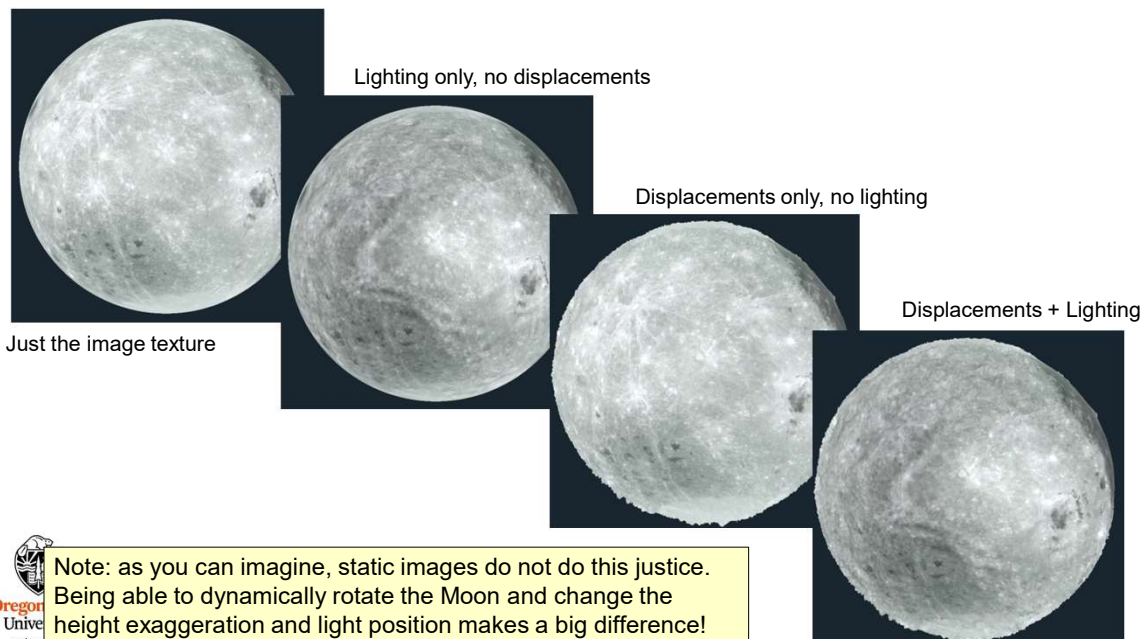 Lighting only, no displacements
Displacements only, no lighting
Displacements + Lighting
Just the image texture
Note: as you can imagine, static images do not do this justice.
Being able to dynamically rotate the Moon and change the
height exaggeration and light position makes a big difference!